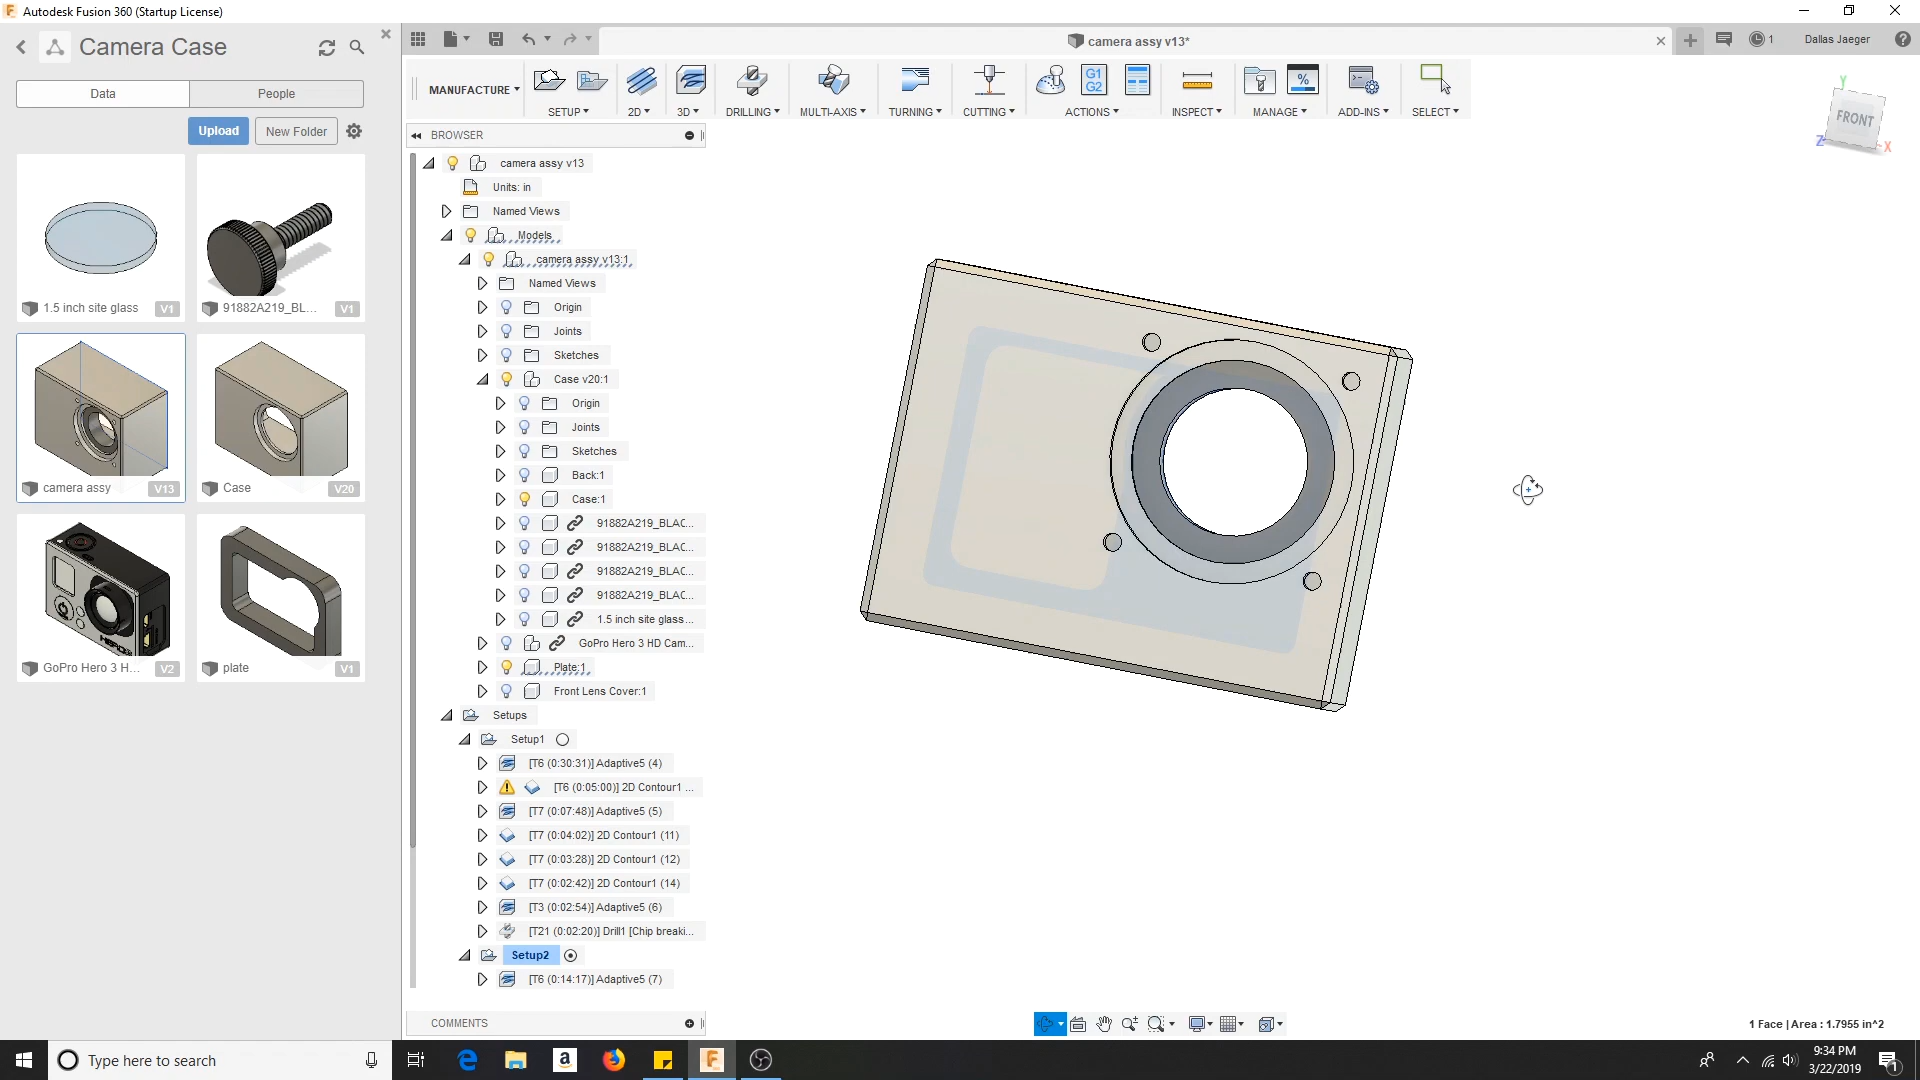 Autodesk Fusion 360 (Startup License)
Camera Case
Data
People
Upload
New Folder
1.5 inch site glass
V1
91882A219_BL...
V1
camera assy
V13
Case
V20
GoPro Hero 3 H...
V2
plate
V1
camera assy v13*
1
Dallas Jaeger
MANUFACTURE
SETUP
2D
3D
DRILLING
MULTI-AXIS
TURNING
CUTTING
G1
G2
ACTIONS
INSPECT
%
MANAGE
ADD-INS
SELECT
BROWSER
camera assy v13
Units: in
Named Views
Models
camera assy v13:1
Named Views
Origin
Joints
Sketches
Case v20:1
Origin
Joints
Sketches
Back:1
Case:1
91882A219_BLAC...
91882A219_BLAC...
91882A219_BLAC...
91882A219_BLAC...
1.5 inch site glass...
GoPro Hero 3 HD Cam...
Plate:1
Front Lens Cover:1
Setups
Setup1
[T6 (0:30:31)] Adaptive5 (4)
[T6 (0:05:00)] 2D Contour1 ...
[T7 (0:07:48)] Adaptive5 (5)
[T7 (0:04:02)] 2D Contour1 (11)
[T7 (0:03:28)] 2D Contour1 (12)
[T7 (0:02:42)] 2D Contour1 (14)
[T3 (0:02:54)] Adaptive5 (6)
[T21 (0:02:20)] Drill1 [Chip breaki...
Setup2
[T6 (0:14:17)] Adaptive5 (7)
COMMENTS
Y
FRONT
Z
X
1 Face | Area : 1.7955 in^2
Type here to search
9:34 PM
3/22/2019
1